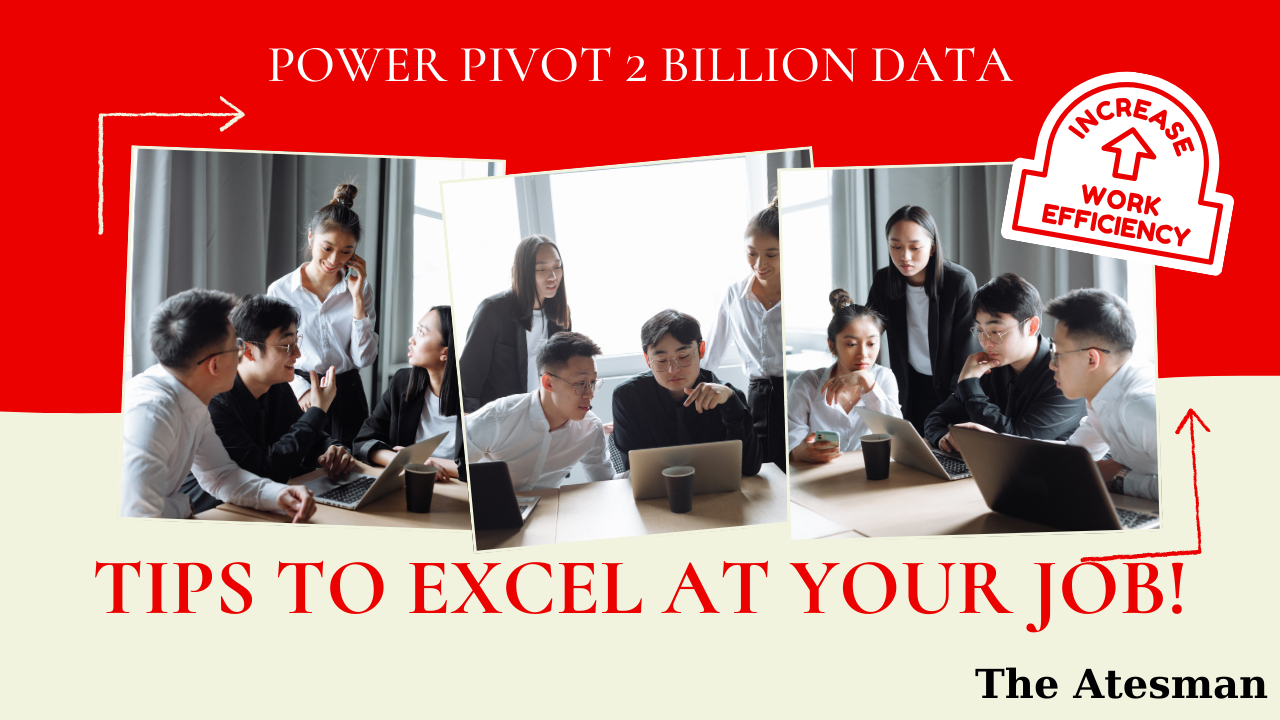 POWER PIVOT 2 BILLION DATA
INCREASE
WORK
EFFICIENCY
TIPS TO EXCEL AT YOUR JOB!
The Atesman